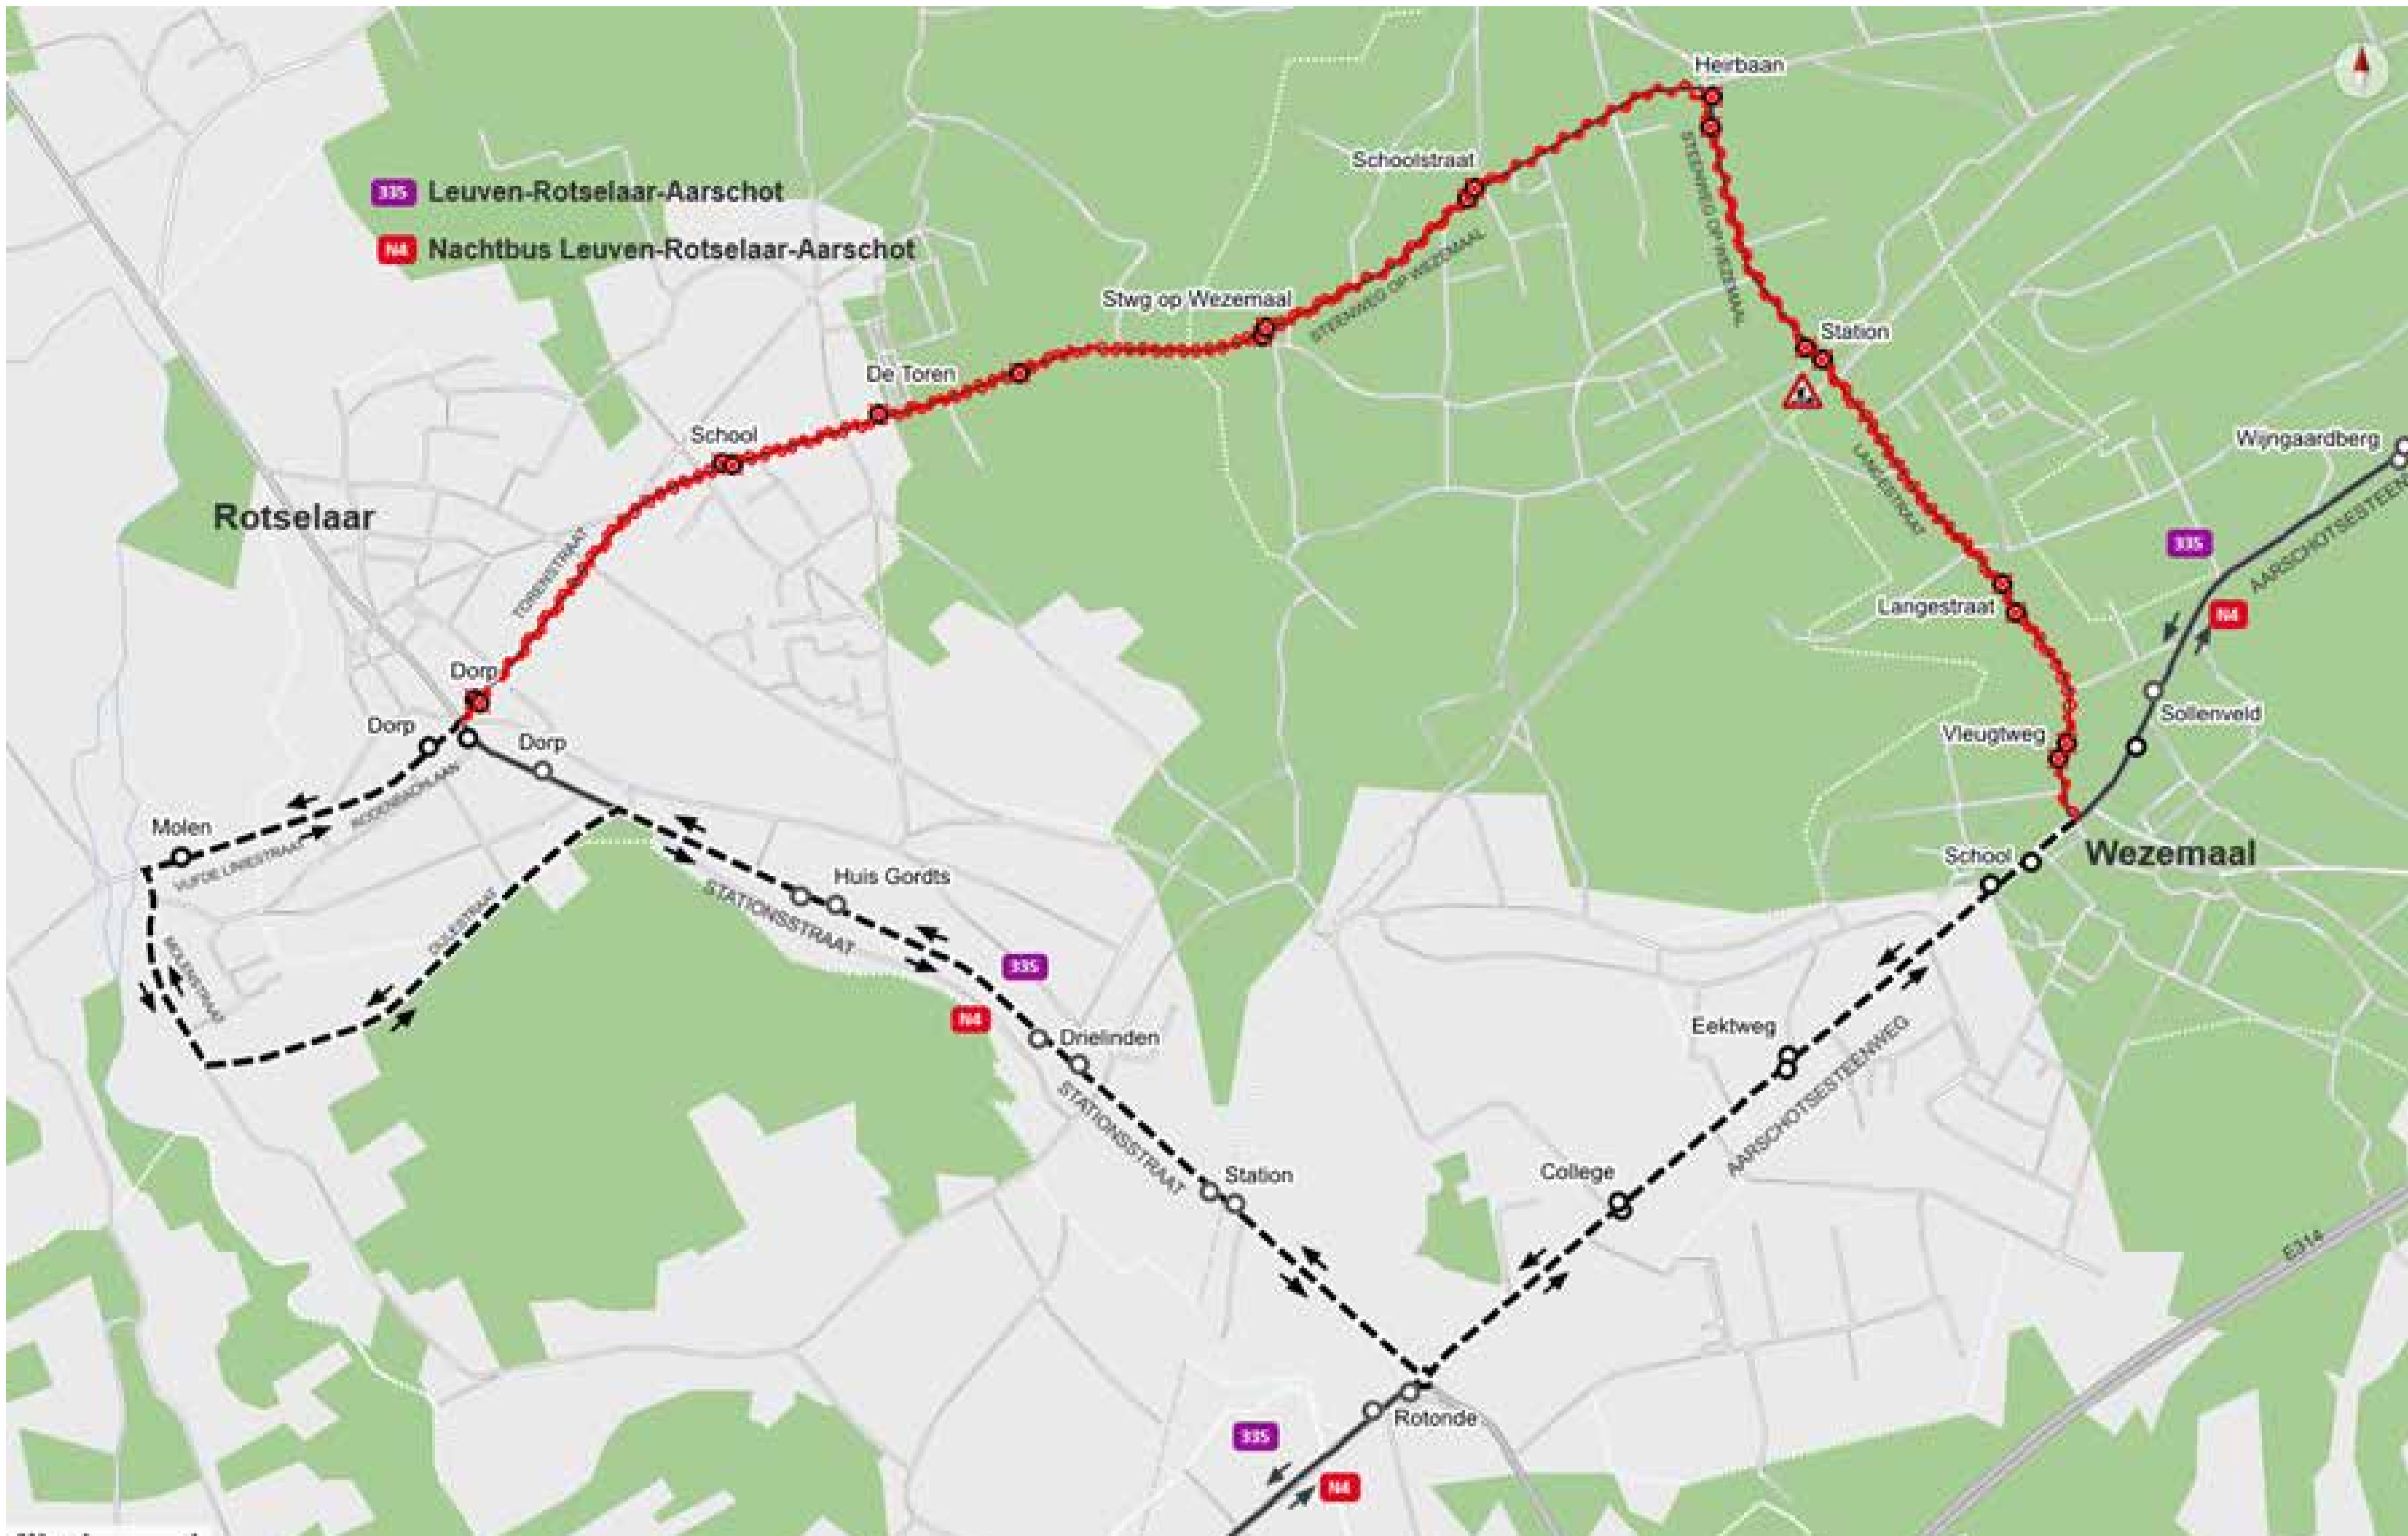 Heirbaan
Schoolstraat
335 Leuven-Rotselaar-Aarschot
N4 Nachtbus Leuven-Rotselaar-Aarschot
STEENWEG OP WEZEMAAL
STEENWEG OP WEZEMAAL
Stwg op Wezemaal
Station
De Toren
School
LANGESTRAAT
Wijngaardberg
AARSCHOTSESTEEN
Rotselaar
335
TORENSTRAAT
Langestraat
N4
Dorp
Dorp
Dorp
Sollenveld
Vleugtweg
RODENBACHLAAN
Molen
VIJFDE LINIESTRAAT
School
Wezemaal
Huis Gordts
STATIONSSTRAAT
MOLENSTRAAT
335
N4
Drielinden
Eektweg
AARSCHOTSESTEENWEG
STATIONSSTRAAT
Station
College
E314
Rotonde
335
N4